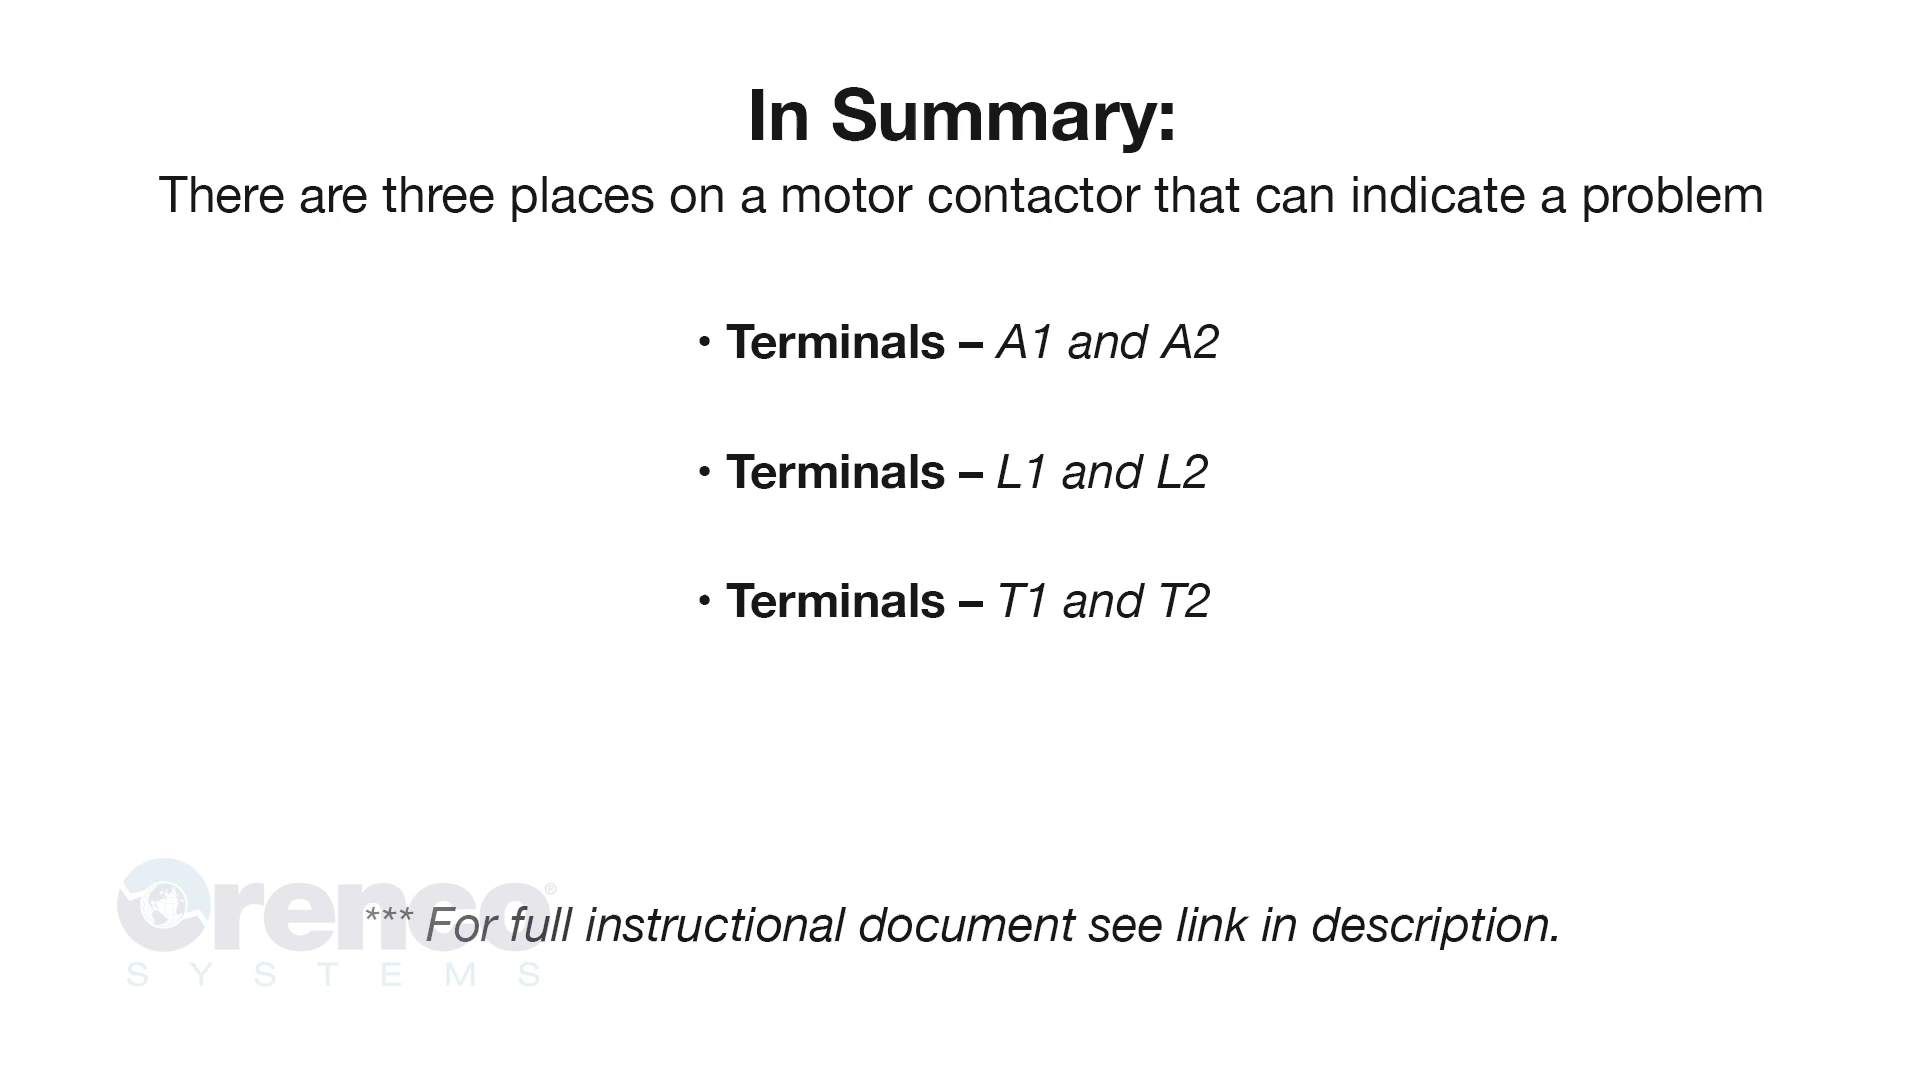 In Summary:
There are three places on a motor contactor that can indicate a problem
• Terminals – A1 and A2
• Terminals – L1 and L2
• Terminals – T1 and T2
Orenco®
SYSTEMS
*** For full instructional document see link in description.